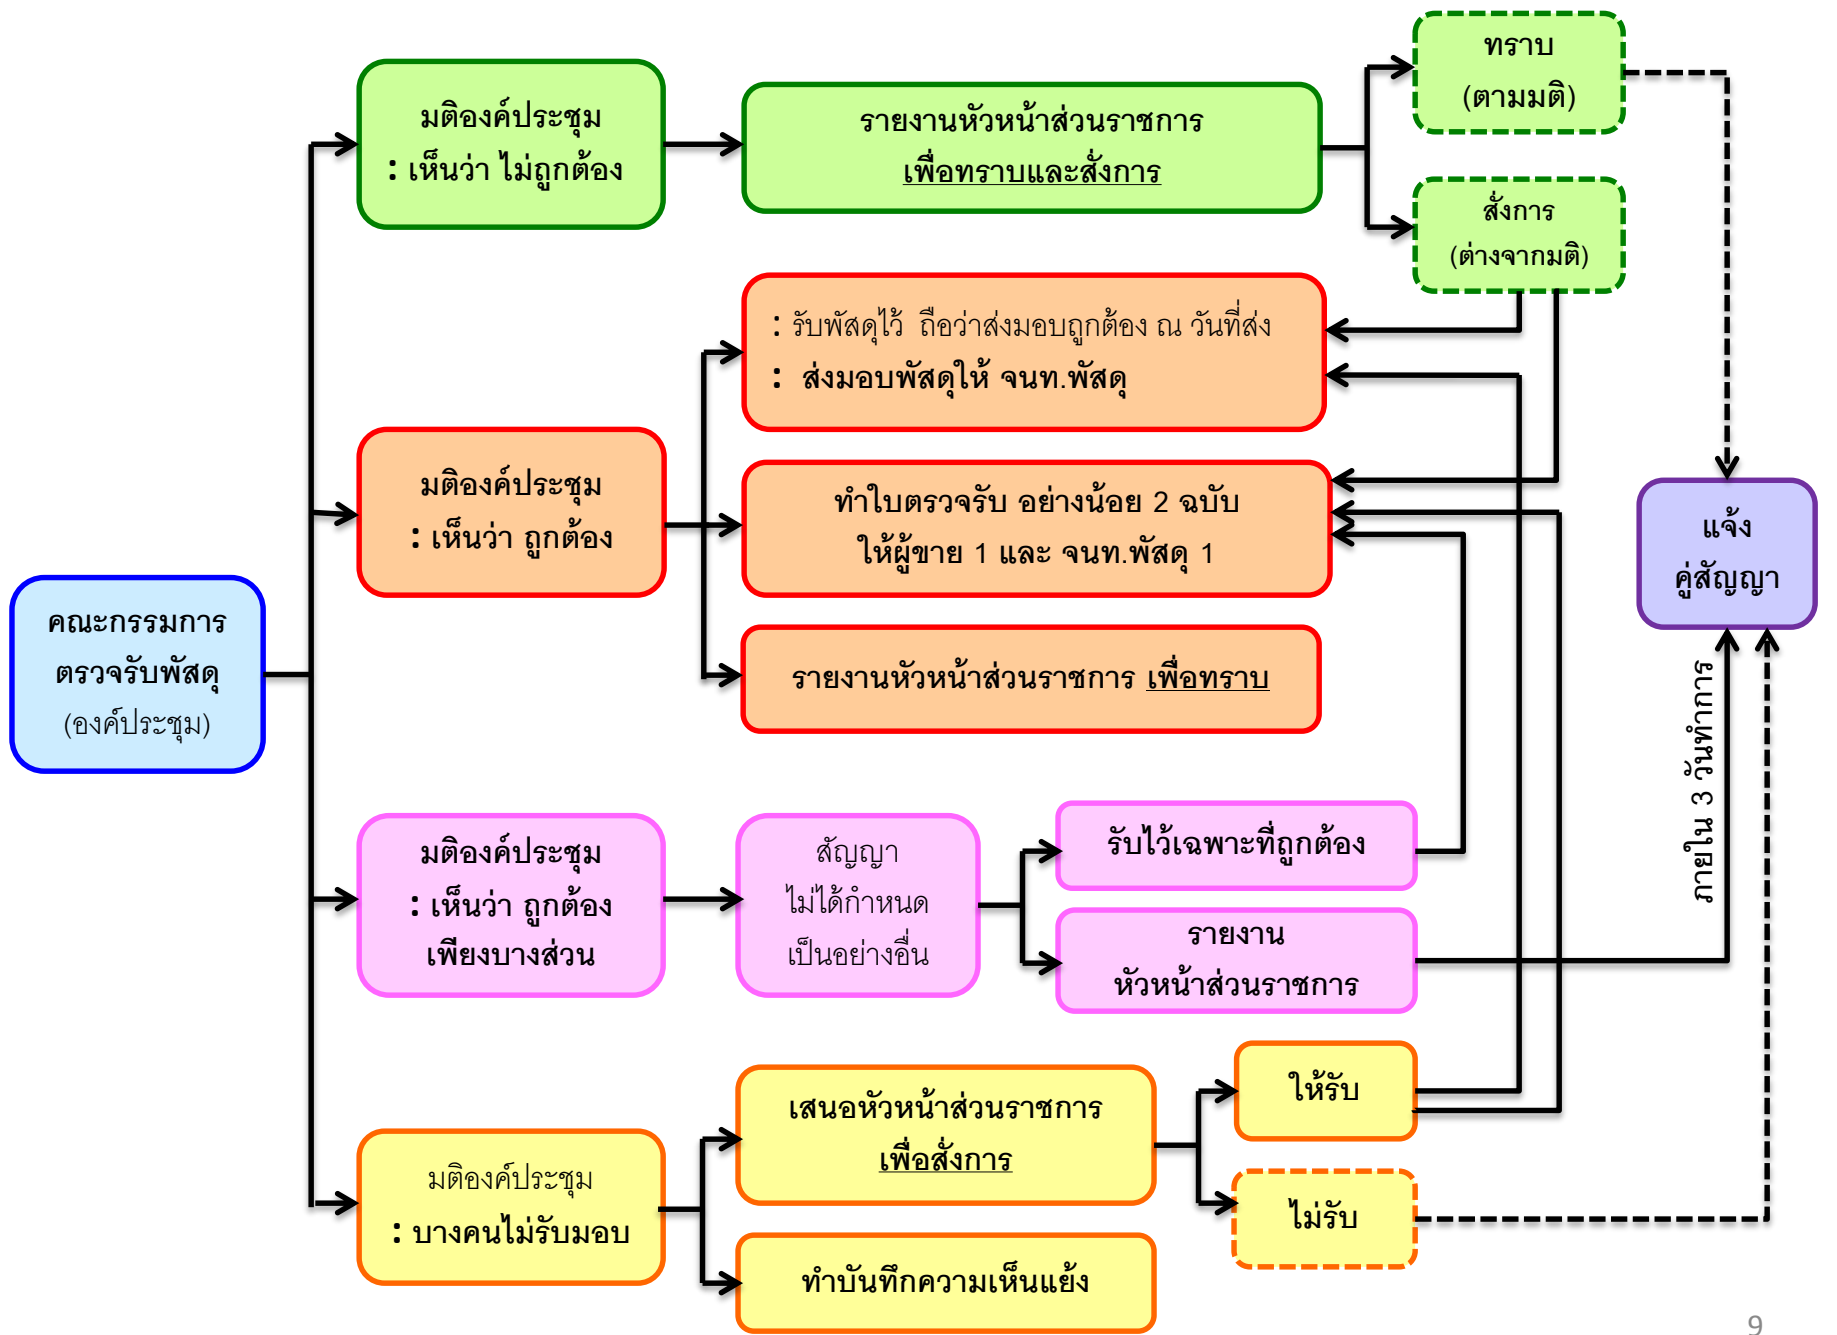 คณะกรรมการ
ตรวจรับพัสดุ
(องค์ประชุม)
มติองค์ประชุม
: เห็นว่า ไม่ถูกต้อง
รายงานหัวหน้าส่วนราชการ
เพื่อทราบและสั่งการ
ทราบ
(ตามมติ)
สั่งการ
(ต่างจากมติ)
มติองค์ประชุม
: เห็นว่า ถูกต้อง
: รับพัสดุไว้ ถือว่าส่งมอบถูกต้อง ณ วันที่ส่ง
: ส่งมอบพัสดุให้ จนท.พัสดุ
ทำใบตรวจรับ อย่างน้อย 2 ฉบับ
ให้ผู้ขาย 1 และ จนท.พัสดุ 1
รายงานหัวหน้าส่วนราชการ เพื่อทราบ
แจ้ง
คู่สัญญา
ภายใน 3 วันทำการ
มติองค์ประชุม
: เห็นว่า ถูกต้อง
เพียงบางส่วน
สัญญา
ไม่ได้กำหนด
เป็นอย่างอื่น
รับไว้เฉพาะที่ถูกต้อง
รายงาน
หัวหน้าส่วนราชการ
มติองค์ประชุม
: บางคนไม่รับมอบ
เสนอหัวหน้าส่วนราชการ
เพื่อสั่งการ
ทำบันทึกความเห็นแย้ง
ให้รับ
ไม่รับ
9